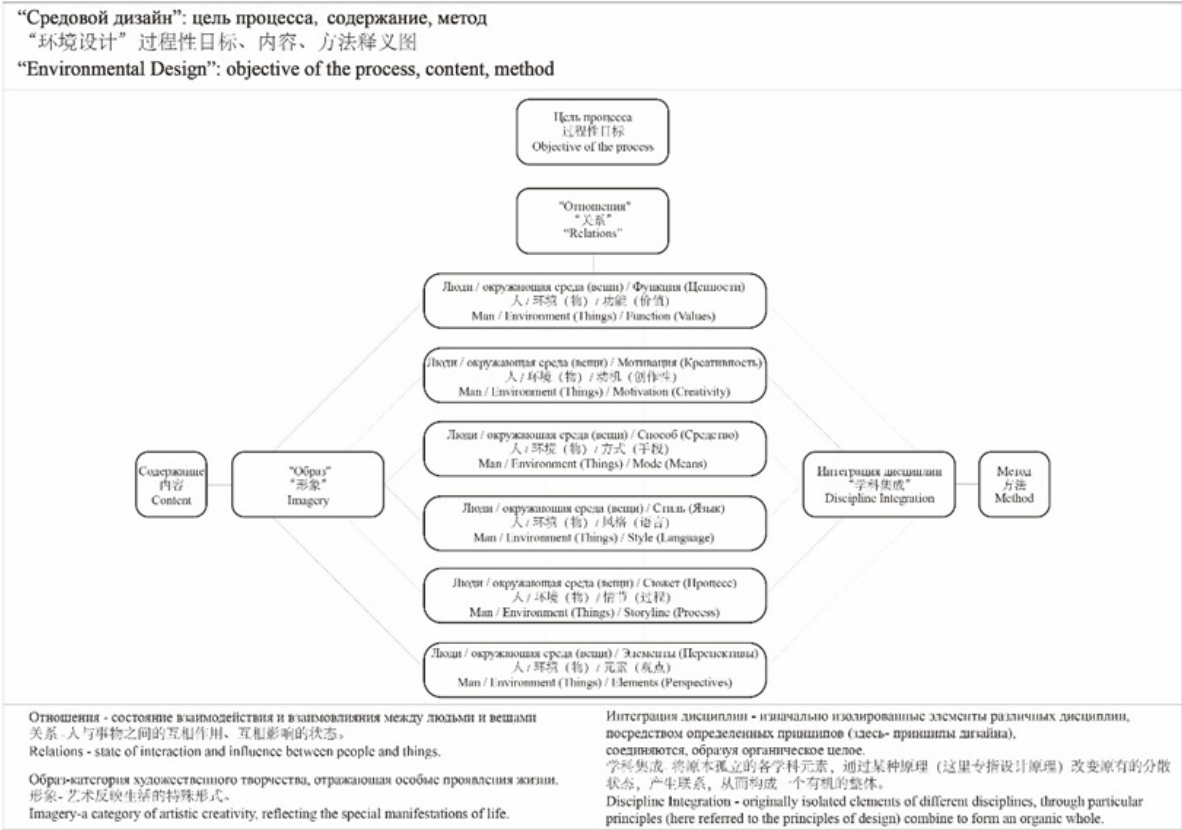 “Средовой дизайн”: цель процесса, содержание, метод
“环境设计”过程性目标、内容、方法释义图
“Environmental Design”: objective of the process, content, method
Цель процесса
过程性目标
Objective of the process
"Отношения"
“关系”
“Relations”
Люди / окружающая среда (вещи) / Функция (Ценности)
人 / 环境（物）/ 功能（价值）
Man / Environment (Things) / Function (Values)
Люди / окружающая среда (вещи) / Мотивация (Креативность)
人 / 环境（物）/ 动机（创作性）
Man / Environment (Things) / Motivation (Creativity)
Люди / окружающая среда (вещи) / Способ (Средство)
人 / 环境（物）/ 方式（手段）
Man / Environment (Things) / Mode (Means)
Содержание
内容
Content
"Образ"
“形象”
Imagery
Интеграция дисциплин
“学科集成”
Discipline Integration
Метод
方法
Method
Люди / окружающая среда (вещи) / Стиль (Язык)
人 / 环境（物）/ 风格（语言）
Man / Environment (Things) / Style (Language)
Люди / окружающая среда (вещи) / Сюжет (Процесс)
人 / 环境（物）/ 情节（过程）
Man / Environment (Things) / Storyline (Process)
Люди / окружающая среда (вещи) / Элементы (Перспективы)
人 / 环境（物）/ 元素（观点）
Man / Environment (Things) / Elements (Perspectives)
Отношения - состояние взаимодействия и взаимовлияния между людьми и вещами
关系-人与事物之间的互相作用、互相影响的状态。
Relations - state of interaction and influence between people and things.
Образ-категория художественного творчества, отражающая особые проявления жизни.
形象-艺术反映生活的特殊形式。
Imagery-a category of artistic creativity, reflecting the special manifestations of life.
Интеграция дисциплин - изначально изолированные элементы различных дисциплин,
посредством определенных принципов (здесь- принципы дизайна),
соединяются, образуя органическое целое.
学科集成-将原本孤立的各学科元素，通过某种原理（这里专指设计原理）改变原有的分散
状态，产生联系，从而构成一个有机的整体。
Discipline Integration - originally isolated elements of different disciplines, through particular
principles (here referred to the principles of design) combine to form an organic whole.